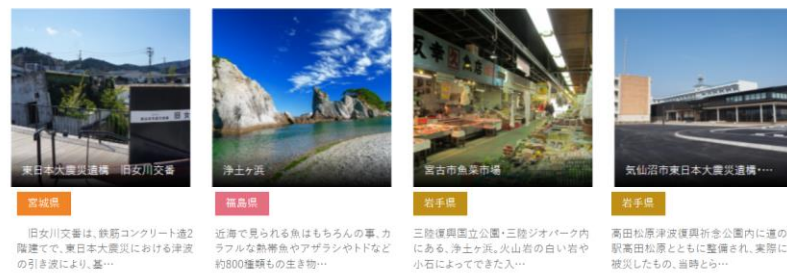 東日本大震災遺構　旧女川交番
宮城県
旧女川交番は、鉄筋コンクリート造2
階建てで、東日本大震災における津波
の引き波により、基…
浄土ヶ浜
福島県
近海で見られる魚はもちろんの事、カ
ラフルな熱帯魚やアザラシやトドなど
約800種類もの生き物…
宮古市魚菜市場
岩手県
三陸復興国立公園・三陸ジオパーク内
にある、浄土ヶ浜。火山岩の白い岩や
小石によってできた入…
気仙沼市東日本大震災遺構・…
岩手県
高田松原津波復興祈念公園内に道の
駅高田松原とともに整備され、実際に
被災したもの、当時とら…